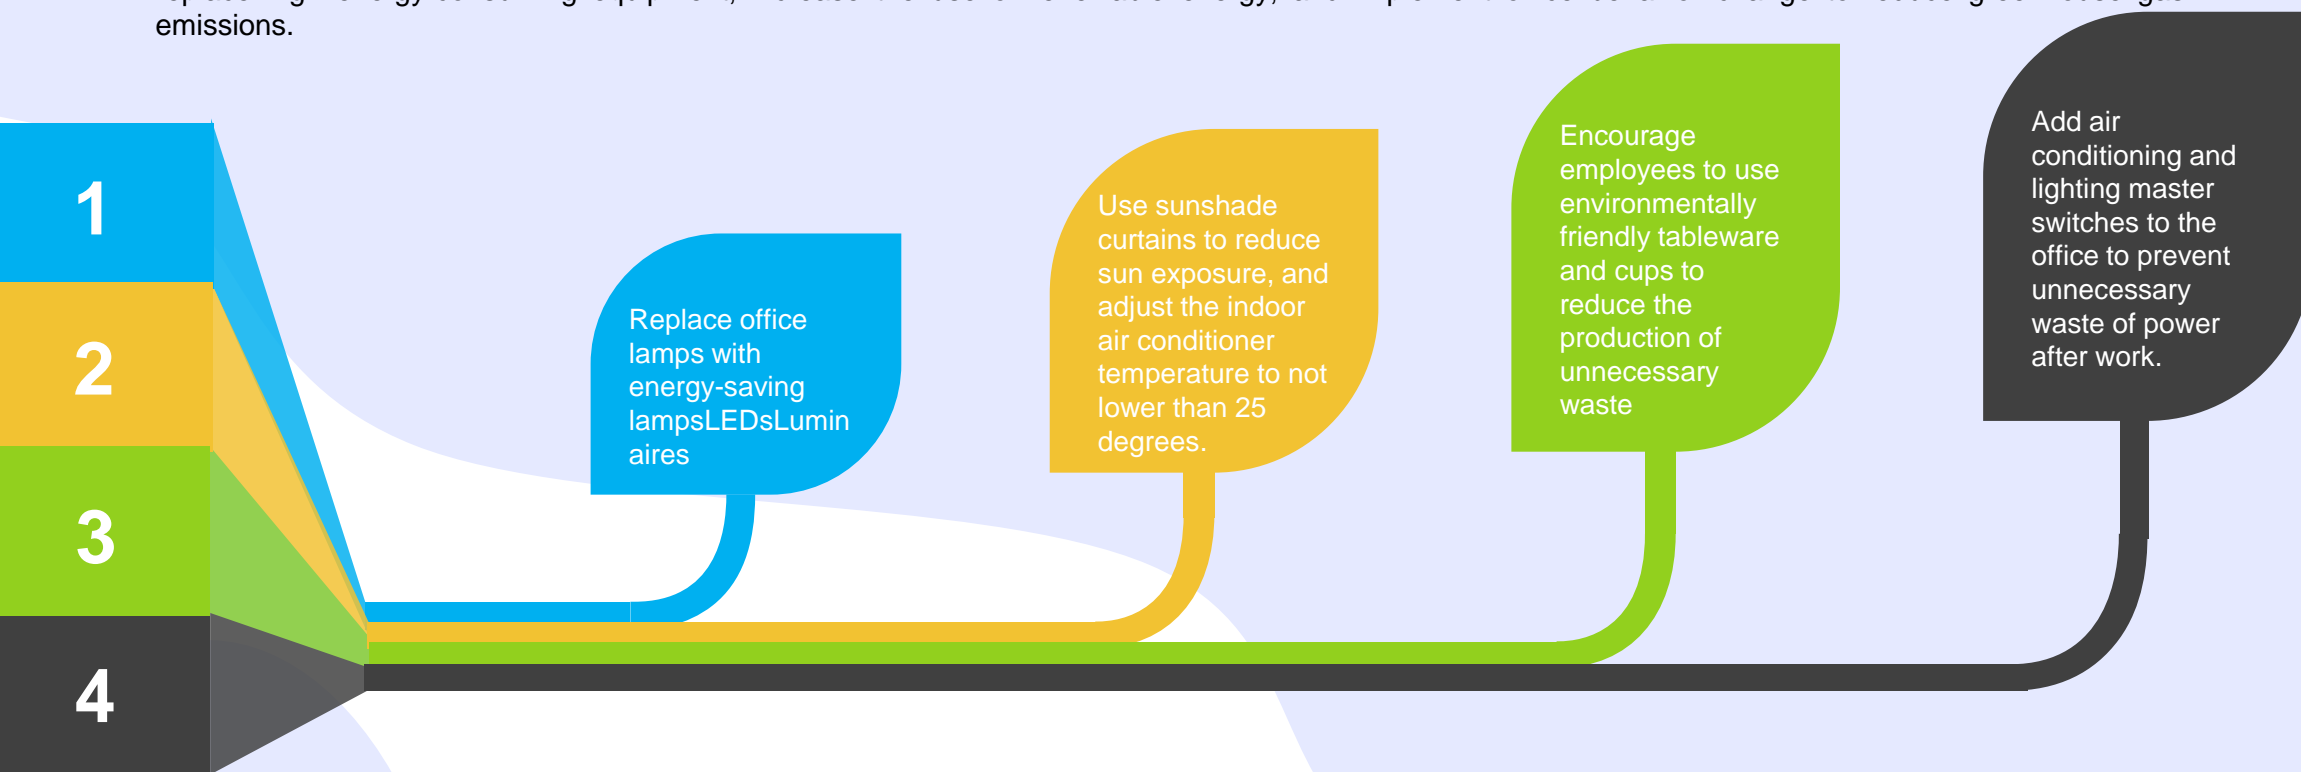 emissions.
1
2
3
4
Replace office
lamps with
energy-saving
lampsLEDsLumin
aires
Use sunshade
curtains to reduce
sun exposure, and
adjust the indoor
air conditioner
temperature to not
lower than 25
degrees.
Encourage
employees to use
environmentally
friendly tableware
and cups to
reduce the
production of
unnecessary
waste
Add air
conditioning and
lighting master
switches to the
office to prevent
unnecessary
waste of power
after work.